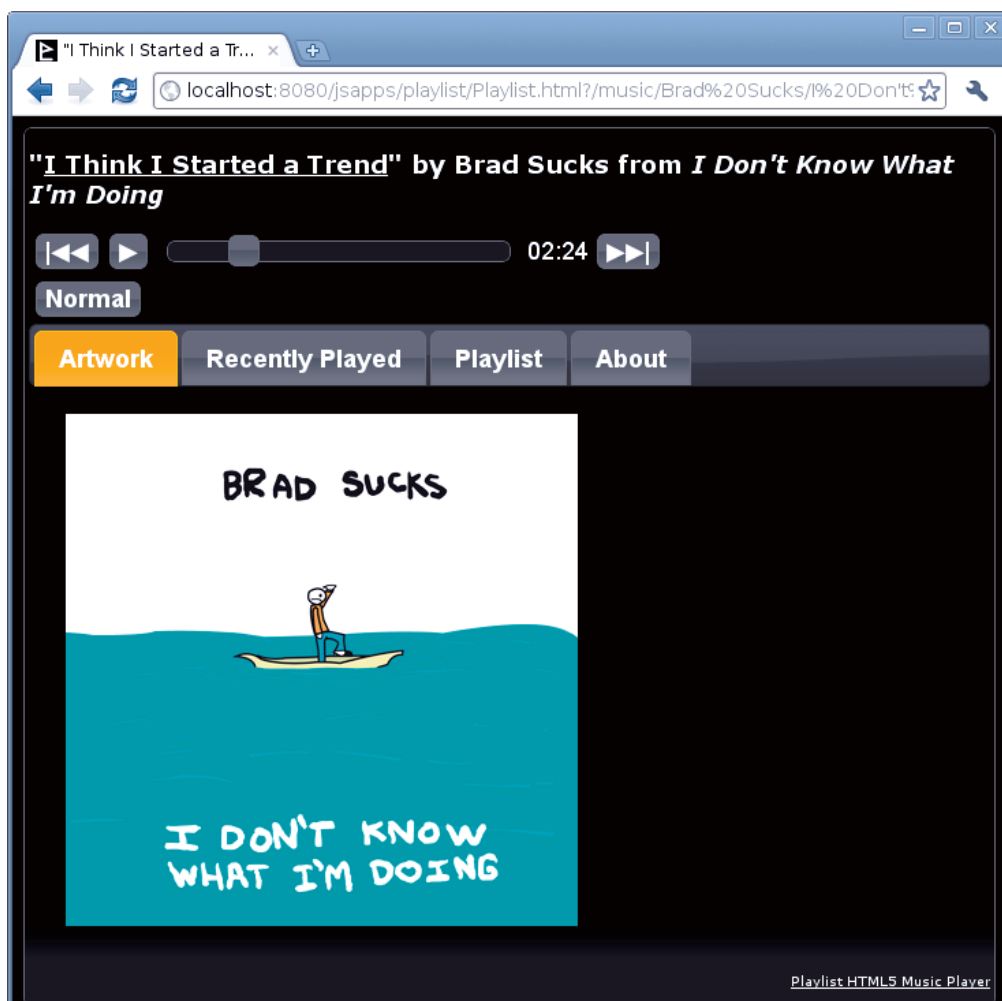 "I Think I Started a Tr...
localhost:8080/jsapps/playlist/Playlist.html?/music/Brad%20Sucks/I%20Don't%
"I Think I Started a Trend" by Brad Sucks from I Don't Know What
I'm Doing
02:24
Normal
Artwork Recently Played Playlist About
BRAD SUCKS
I DON'T KNOW
WHAT I'M DOING
Playlist HTML5 Music Player